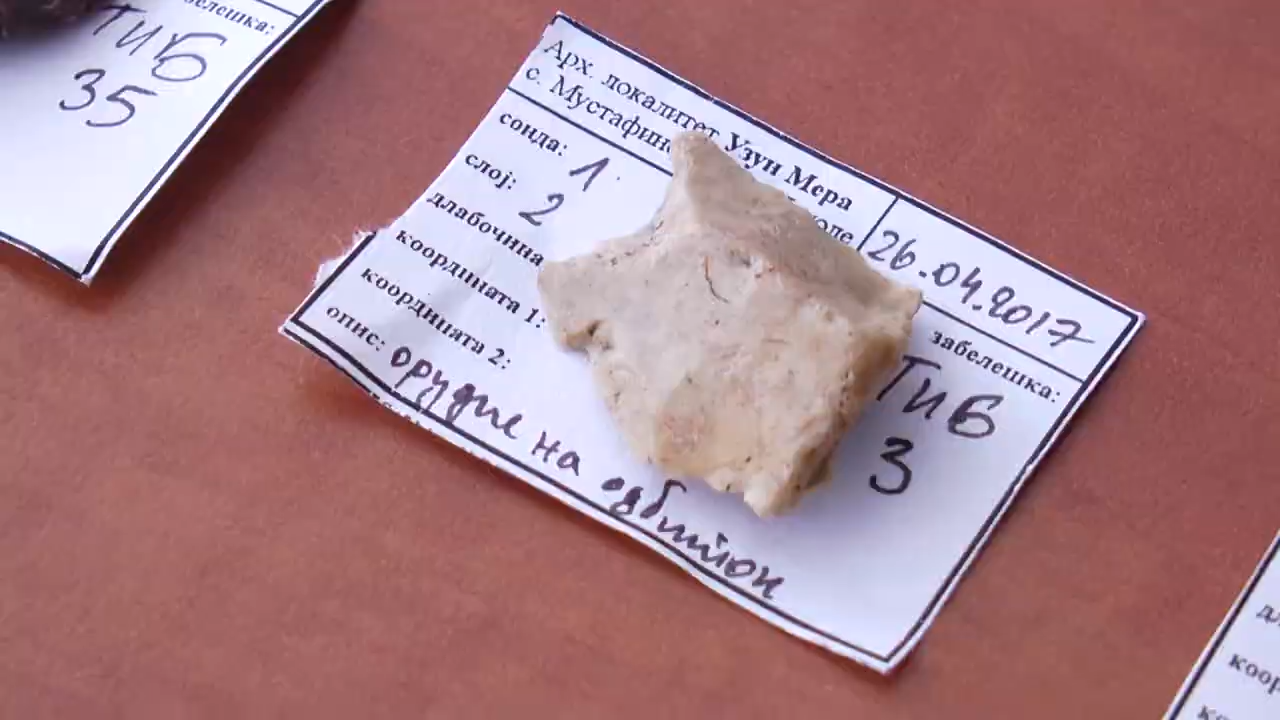 забелешка:
ТиБ
35
Арх. локалитет Узун Мера
с. Мустафин
26.04.2017
сонда: 1
слој: 2
длабочина
координата 1:
координата 2:
опис: орудие на одбиток
забелешка:
ТиБ
3